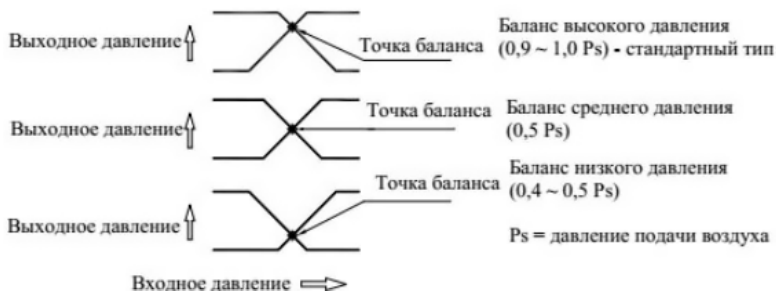 Выходное давление
Точка баланса
Баланс высокого давления
(0,9 ~ 1,0 Ps) - стандартный тип
Выходное давление
Точка баланса
Баланс среднего давления
(0,5 Ps)
Выходное давление
Точка баланса
Баланс низкого давления
(0,4 ~ 0,5 Ps)
Ps = давление подачи воздуха
Входное давление